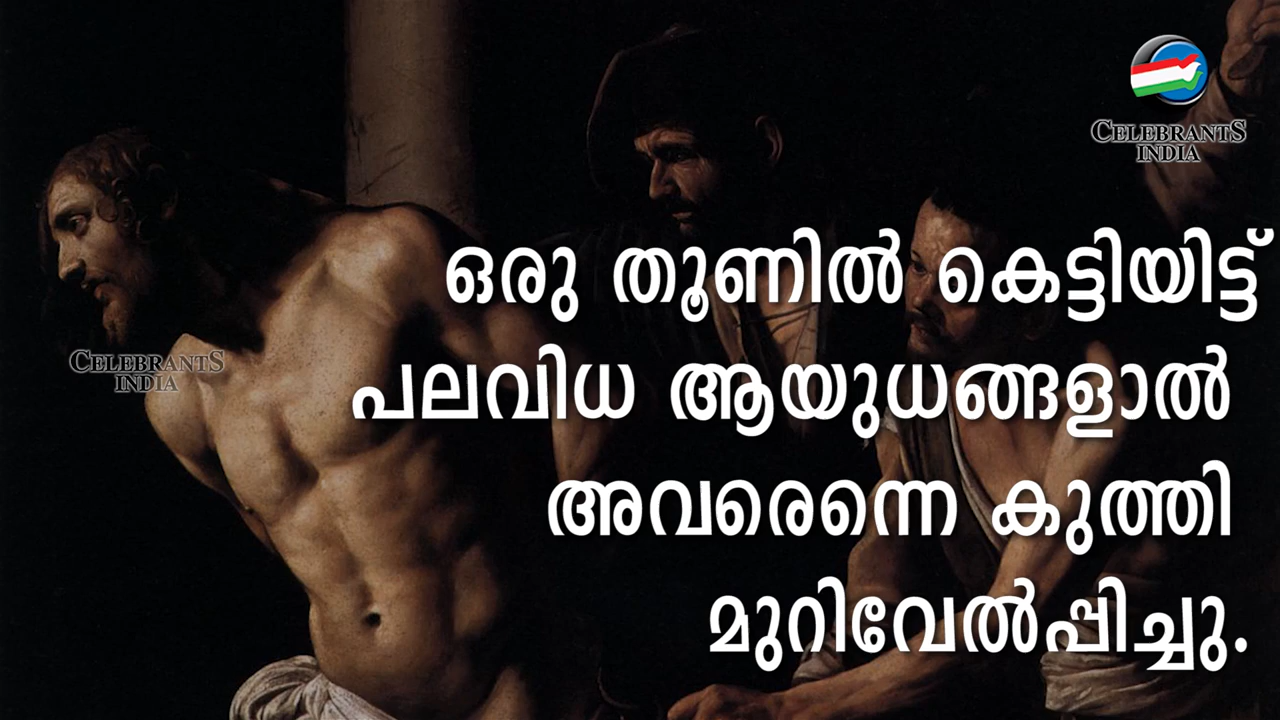 CELEBRANTS
INDIA
ഒരു തൂണിൽ കെട്ടിയിട്ട്
CELEBRANTS
INDIA
പലവിധ ആയുധങ്ങളാൽ
അവരെന്നെ കുത്തി
മുറിവേൽപ്പിച്ചു.